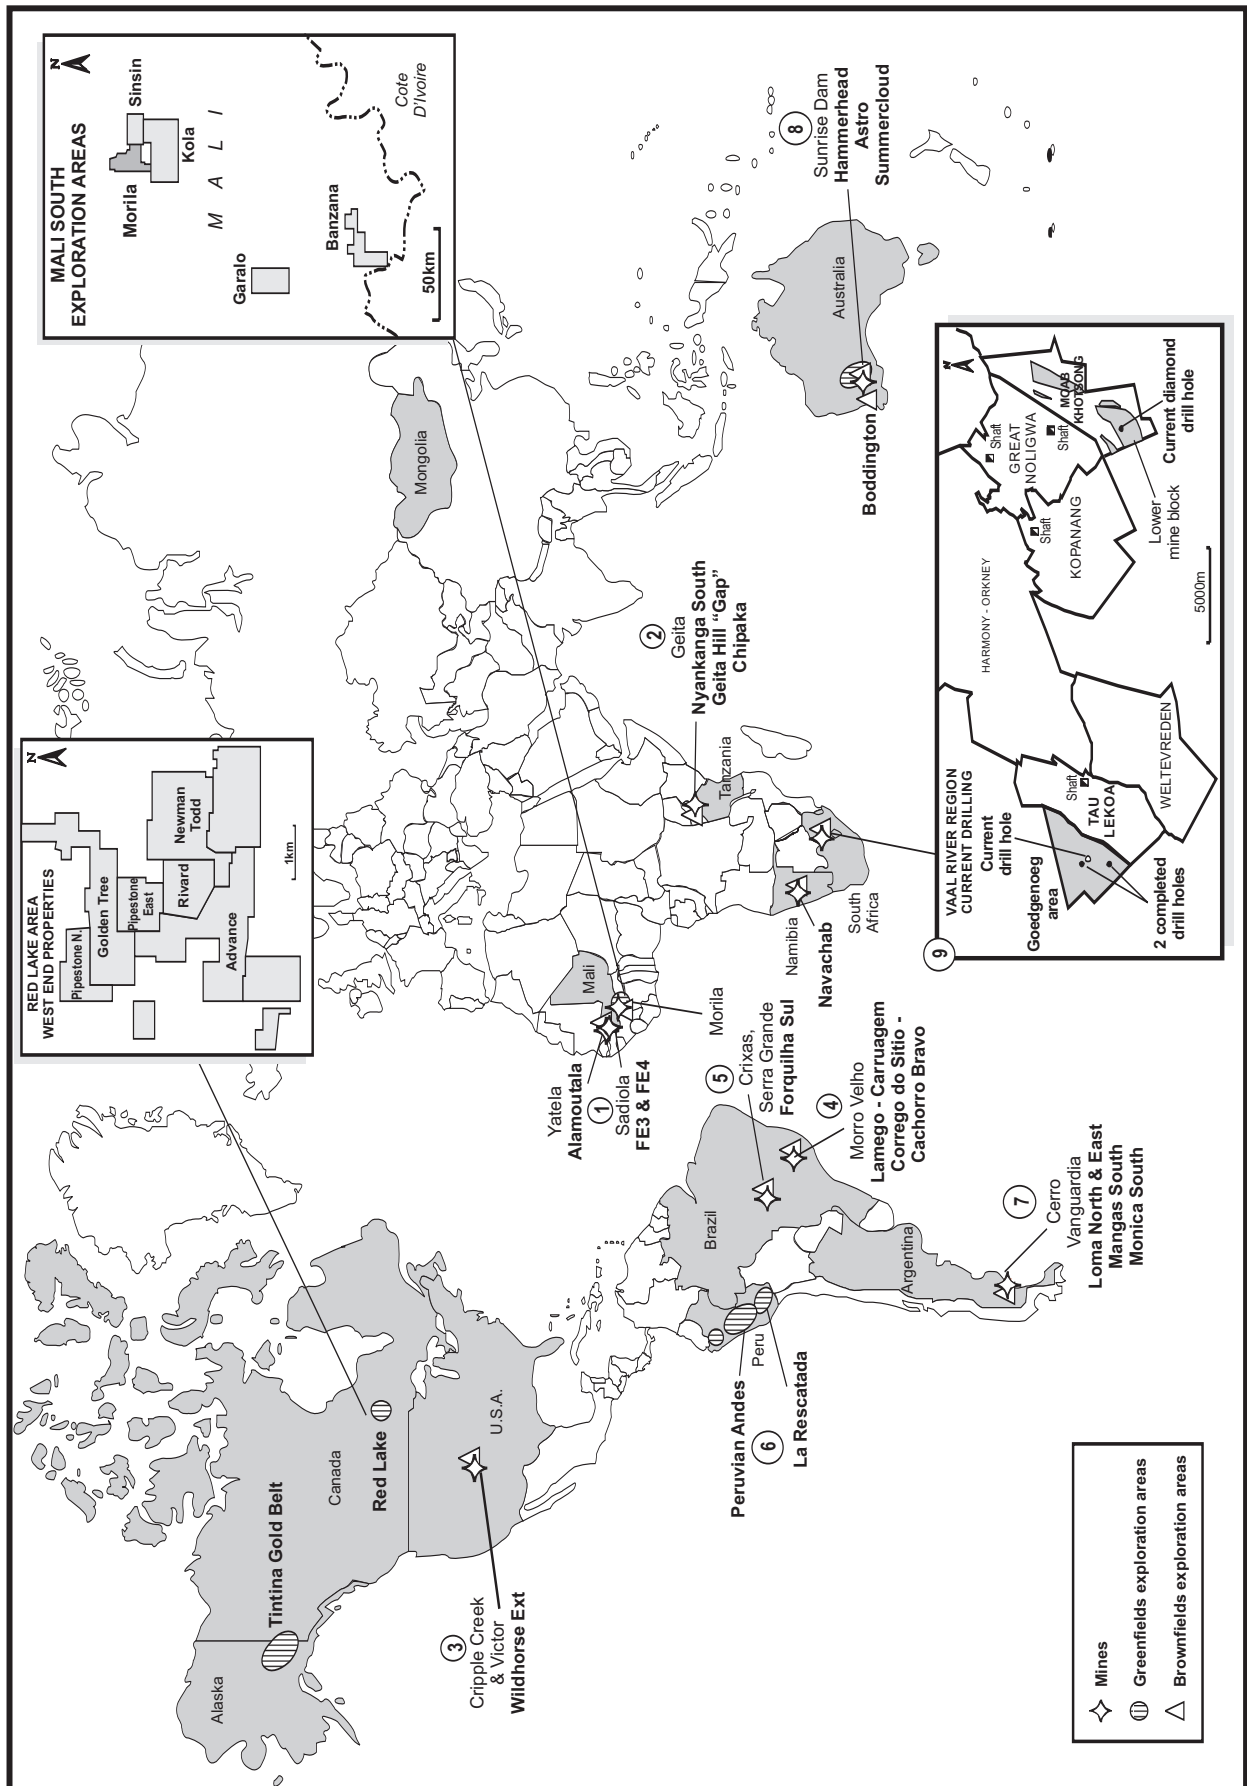 MALI SOUTH
EXPLORATION AREAS
N
Morila
Sinsin
Kola
M A L I
Garalo
Banzana
Cote
D'Ivoire
50km
RED LAKE AREA
WEST END PROPERTIES
N
Pipestone N.
Golden Tree
Pipestone
East
Rivard
Newman
Todd
Advance
1km
Alaska
Tintina Gold Belt
Canada
Red Lake
U.S.A.
3
Cripple Creek
& Victor
Wildhorse Ext
Peruvian Andes
6
La Rescatada
Peru
Brazil
Argentina
5
Crixas,
Serra Grande
Forquilha Sul
4
Morro Velho
Lamego - Carruagem
Corrego do Sitio -
Cachorro Bravo
7
Cerro
Vanguardia
Loma North & East
Mangas South
Monica South
Yatela
Alamoutala
1
Sadiola
FE3 & FE4
Morila
Mali
Namibia
Navachab
South
Africa
Tanzania
2
Geita
Nyankanga South
Geita Hill “Gap”
Chipaka
Mongolia
Australia
Boddington
8
Sunrise Dam
Hammerhead
Astro
Summercloud
9
VAAL RIVER REGION
CURRENT DRILLING
N
Current
drill hole
Goedgenoeg
area
2 completed
drill holes
Shaft
TAU
LEKOA
WELTEVREDEN
HARMONY - ORKNEY
Shaft
KOPANANG
Shaft
GREAT
NOLIGWA
Shaft
MOAB
KHOTSONG
Lower
mine block
Current diamond
drill hole
5000m
Mines
Greenfields exploration areas
Brownfields exploration areas